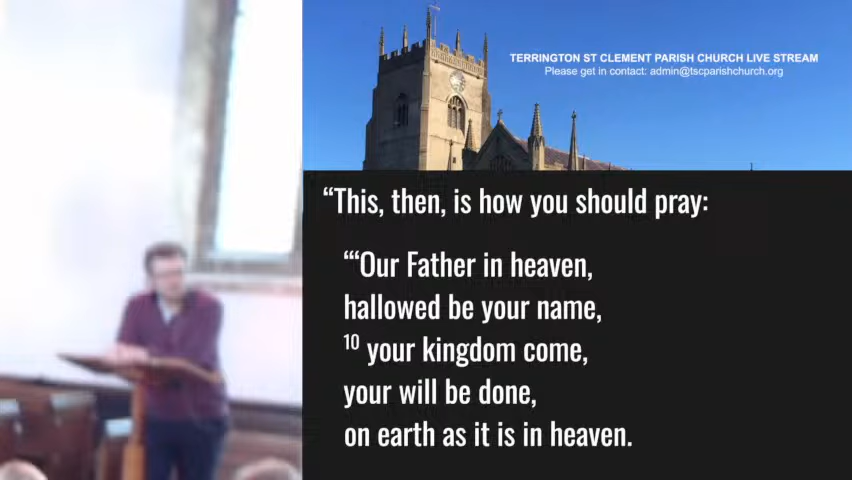 TERRINGTON ST CLEMENT PARISH CHURCH LIVE STREAM
Please get in contact: admin@tscparishchurch.org
“This, then, is how you should pray:
“‘Our Father in heaven,
hallowed be your name,
10 your kingdom come,
your will be done,
on earth as it is in heaven.